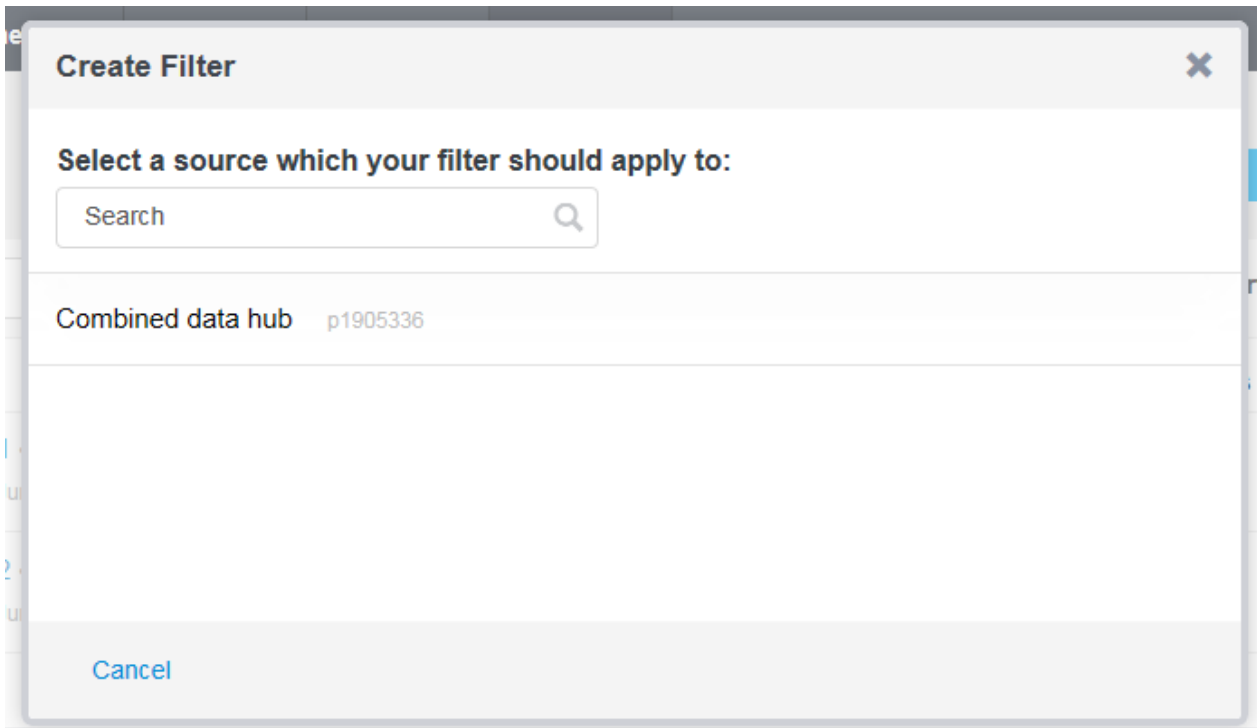 Create Filter
Select a source which your filter should apply to:
Search
Combined data hub p1905336
Cancel